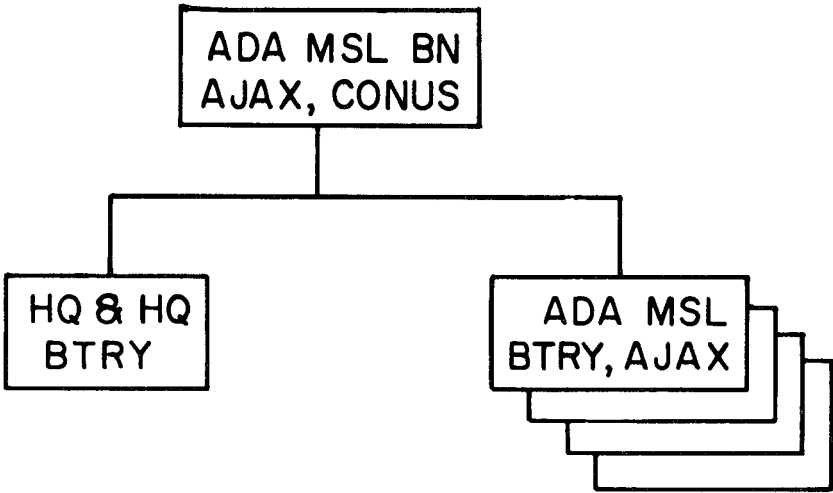 ADA MSL BN
AJAX, CONUS
HQ & HQ
BTRY
ADA MSL
BTRY, AJAX